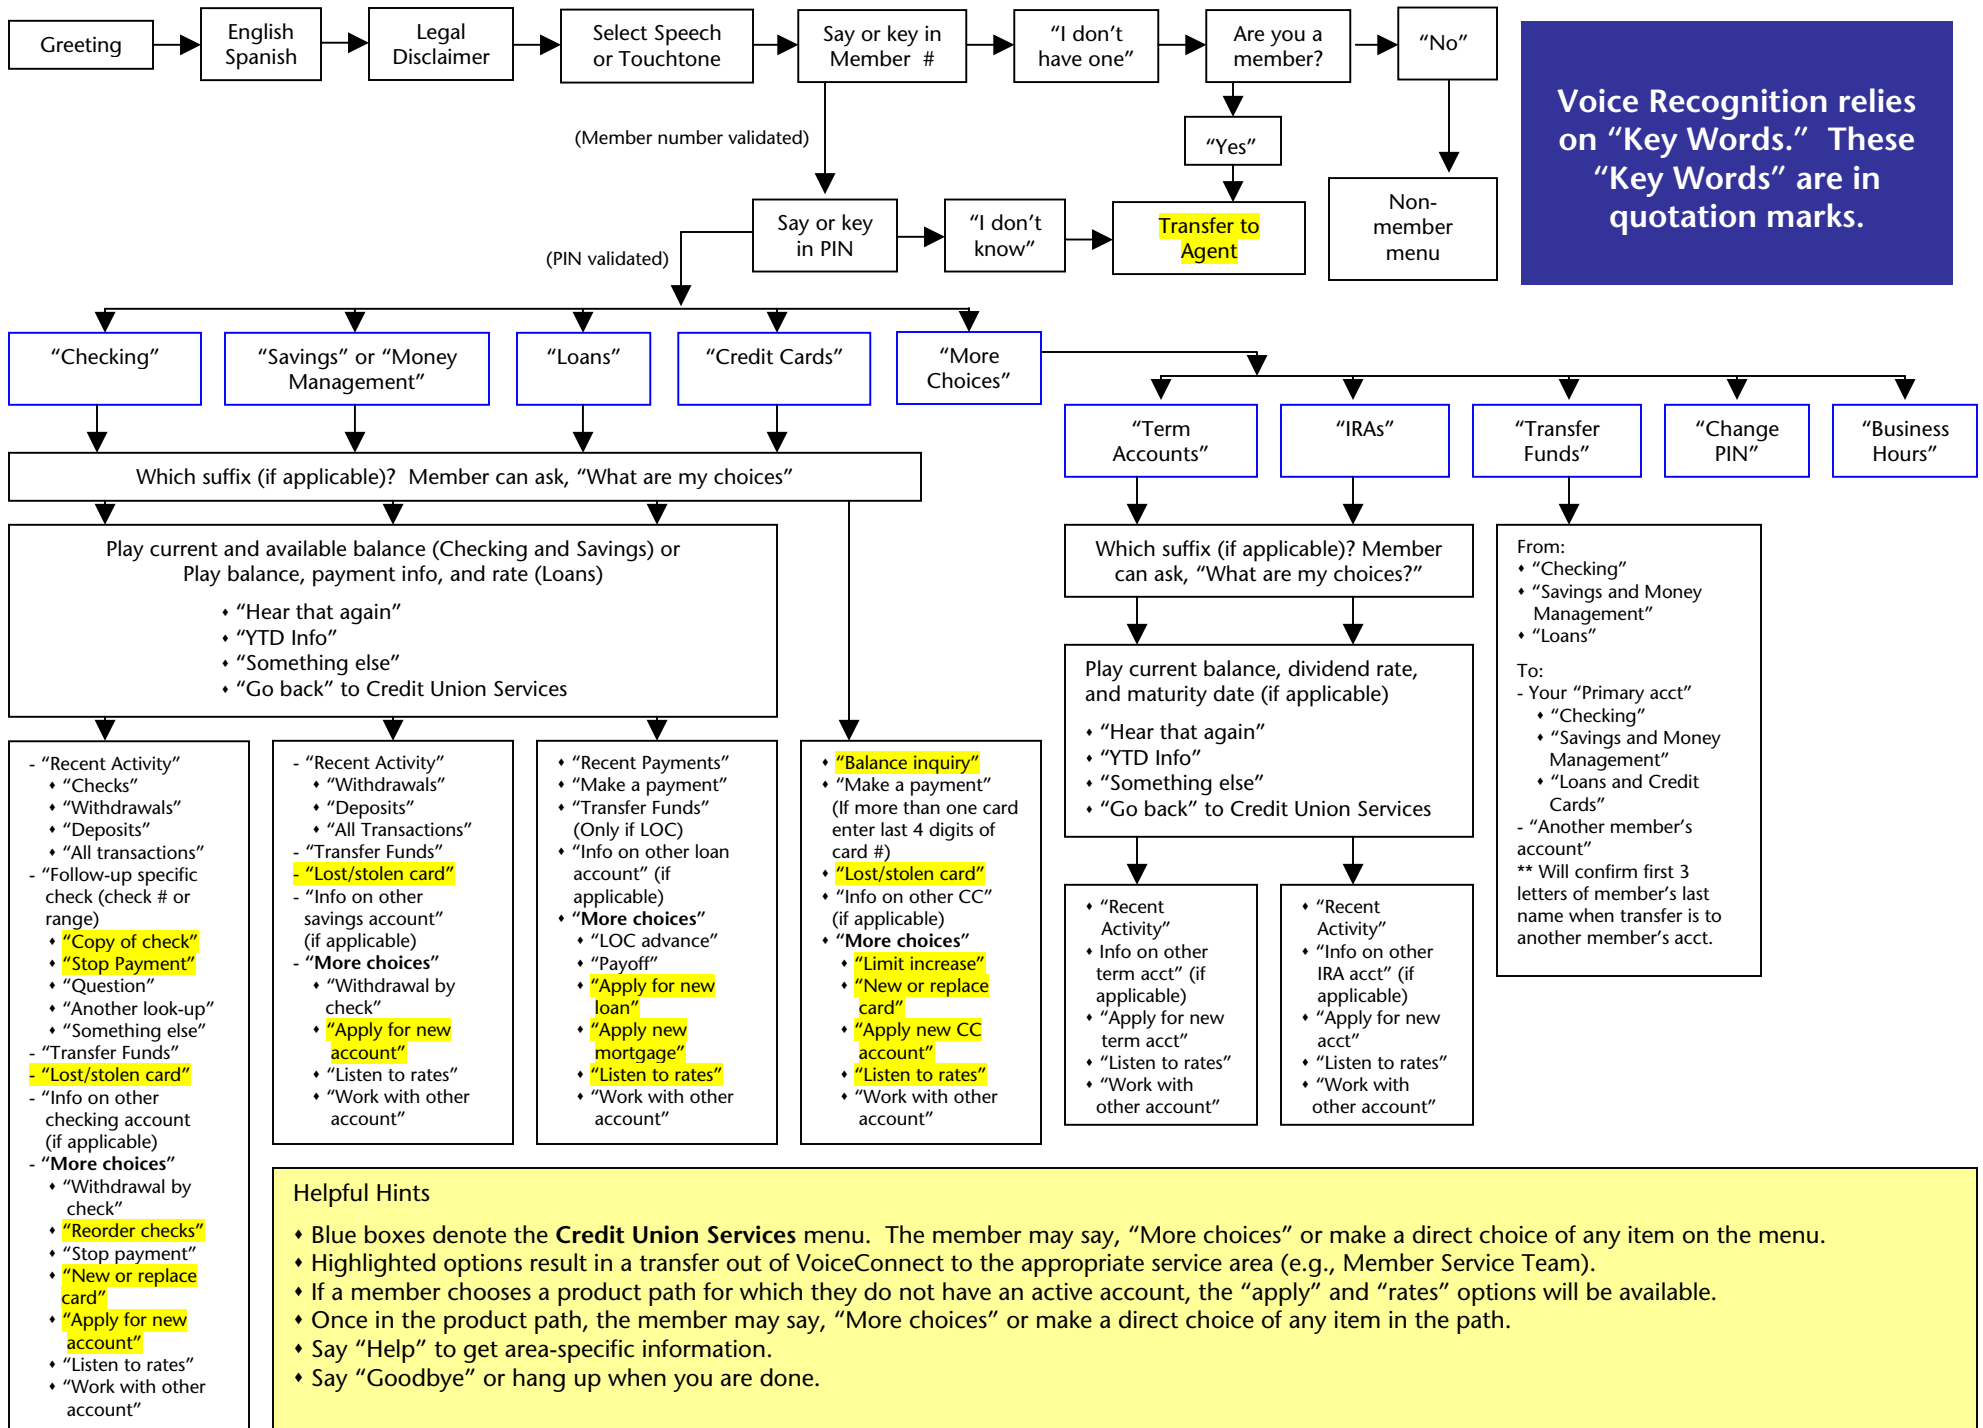 Greeting
English
Spanish
Legal
Disclaimer
Select Speech
or Touchtone
Say or key in
Member #
“I don’t
have one”
Are you a
member?
“No”
Voice Recognition relies
on “Key Words.” These
“Key Words” are in
quotation marks.
(Member number validated)
“Yes”
Non-
member
menu
Say or key
in PIN
“I don’t
know”
Transfer to
Agent
(PIN validated)
“Checking”
“Savings” or “Money
Management”
“Loans”
“Credit Cards”
“More
Choices”
“Term
Accounts”
“IRAs”
“Transfer
Funds”
“Change
PIN”
“Business
Hours”
Which suffix (if applicable)? Member can ask, “What are my choices”
Play current and available balance (Checking and Savings) or
Play balance, payment info, and rate (Loans)
♦ “Hear that again”
♦ “YTD Info”
♦ “Something else”
♦ “Go back” to Credit Union Services
Which suffix (if applicable)? Member
can ask, “What are my choices?”
Play current balance, dividend rate,
and maturity date (if applicable)
♦ “Hear that again”
♦ “YTD Info”
♦ “Something else”
♦ “Go back” to Credit Union Services
From:
♦ “Checking”
♦ “Savings and Money
Management”
♦ “Loans”
To:
- Your “Primary acct”
♦ “Checking”
♦ “Savings and Money
Management”
♦ “Loans and Credit
Cards”
- “Another member’s
account”
** Will confirm first 3
letters of member’s last
name when transfer is to
another member’s acct.
- “Recent Activity”
♦ “Checks”
♦ “Withdrawals”
♦ “Deposits”
♦ “All transactions”
- “Follow-up specific
check (check # or
range)
♦ “Copy of check”
♦ “Stop Payment”
♦ “Question”
♦ “Another look-up”
♦ “Something else”
- “Transfer Funds”
- “Lost/stolen card”
- “Info on other
checking account
(if applicable)
- “More choices”
♦ “Withdrawal by
check”
♦ “Reorder checks”
♦ “Stop payment”
♦ “New or replace
card”
♦ “Apply for new
account”
♦ “Listen to rates”
♦ “Work with other
account”
- “Recent Activity”
♦ “Withdrawals”
♦ “Deposits”
♦ “All Transactions”
- “Transfer Funds”
- “Lost/stolen card”
- “Info on other
savings account”
(if applicable)
- “More choices”
♦ “Withdrawal by
check”
♦ “Apply for new
account”
♦ “Listen to rates”
♦ “Work with other
account”
♦ “Recent Payments”
♦ “Make a payment”
♦ “Transfer Funds”
(Only if LOC)
♦ “Info on other loan
account” (if
applicable)
♦ “More choices”
♦ “LOC advance”
♦ “Payoff”
♦ “Apply for new
loan”
♦ “Apply new
mortgage”
♦ “Listen to rates”
♦ “Work with other
account”
♦ “Balance inquiry”
♦ “Make a payment”
(If more than one card
enter last 4 digits of
card #)
♦ “Lost/stolen card”
♦ “Info on other CC”
(if applicable)
♦ “More choices”
♦ “Limit increase”
♦ “New or replace
card”
♦ “Apply new CC
account”
♦ “Listen to rates”
♦ “Work with other
account”
♦ “Recent
Activity”
♦ Info on other
term acct” (if
applicable)
♦ “Apply for new
term acct”
♦ “Listen to rates”
♦ “Work with
other account”
♦ “Recent
Activity”
♦ “Info on other
IRA acct” (if
applicable)
♦ “Apply for new
acct”
♦ “Listen to rates”
♦ “Work with
other account”
Helpful Hints
♦ Blue boxes denote the Credit Union Services menu. The member may say, “More choices” or make a direct choice of any item on the menu.
♦ Highlighted options result in a transfer out of VoiceConnect to the appropriate service area (e.g., Member Service Team).
♦ If a member chooses a product path for which they do not have an active account, the “apply” and “rates” options will be available.
♦ Once in the product path, the member may say, “More choices” or make a direct choice of any item in the path.
♦ Say “Help” to get area-specific information.
♦ Say “Goodbye” or hang up when you are done.